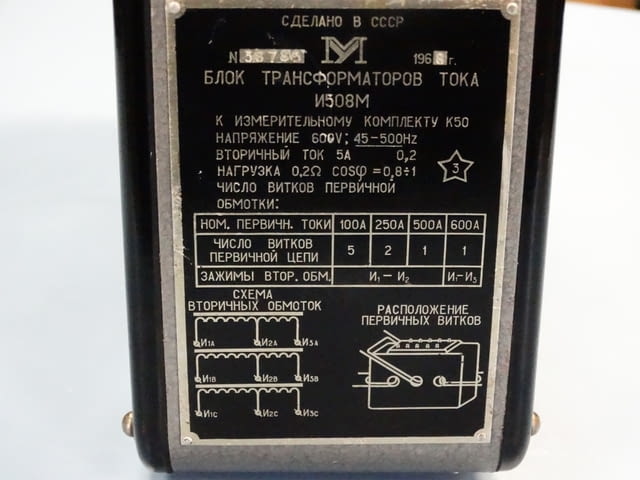 СДЕЛАНО В СССР
N 196 г.
БЛОК ТРАНСФОРМАТОРОВ ТОКА
И508М
К ИЗМЕРИТЕЛЬНОМУ КОМПЛЕКТУ К50
НАПРЯЖЕНИЕ 600V; 45-500Hz
ВТОРИЧНЫЙ ТОК 5А 0,2
НАГРУЗКА 0,2Ω COSφ=0,8÷1
3
ЧИСЛО ВИТКОВ ПЕРВИЧНОЙ
ОБМОТКИ:
НОМ. ПЕРВИЧН. ТОКИ 100А 250А 500А 600А
ЧИСЛО ВИТКОВ
ПЕРВИЧНОЙ ЦЕПИ 5 2 1 1
ЗАЖИМЫ ВТОР. ОБМ. И₁-И₂ И₁-И₃
СХЕМА
ВТОРИЧНЫХ ОБМОТОК
РАСПОЛОЖЕНИЕ
ПЕРВИЧНЫХ ВИТКОВ
И1А И2А И3А
И1В И2В И3В
И1С И2С И3С